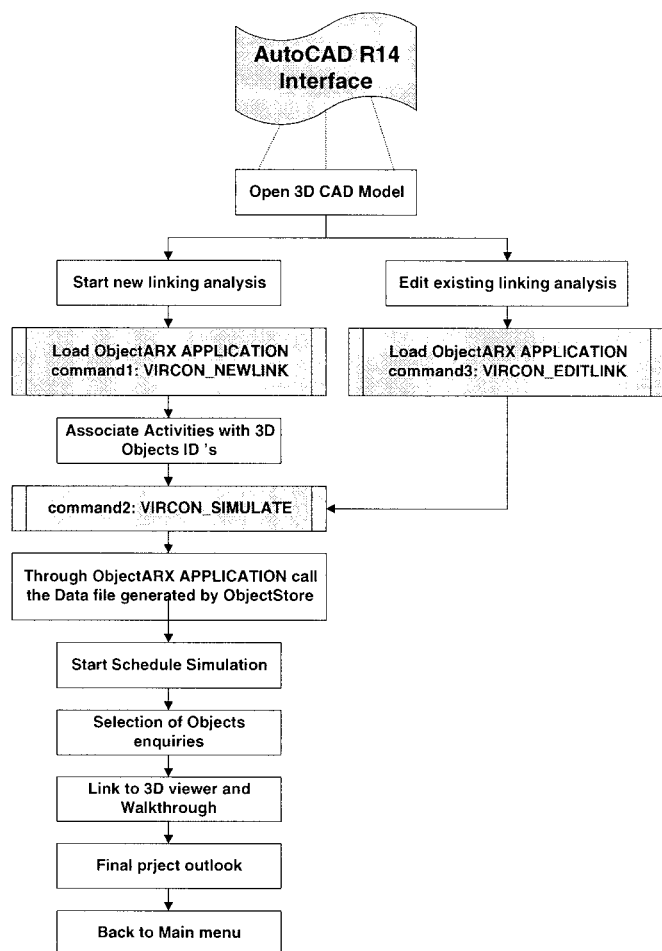 AutoCAD R14
Interface
Open 3D CAD Model
Start new linking analysis
Edit existing linking analysis
Load ObjectARX APPLICATION
command1: VIRCON_NEWLINK
Load ObjectARX APPLICATION
command3: VIRCON_EDITLINK
Associate Activities with 3D
Objects ID 's
command2: VIRCON_SIMULATE
Through ObjectARX APPLICATION call
the Data file generated by ObjectStore
Start Schedule Simulation
Selection of Objects
enquiries
Link to 3D viewer and
Walkthrough
Final prject outlook
Back to Main menu